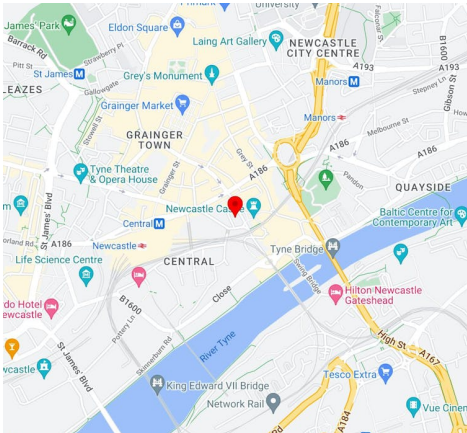 James' Park
Barrack Rd
Strawberry Pl
Eldon Square
University
Laing Art Gallery
NEWCASTLE
CITY CENTRE
Falconar St
B1600
Pitt St
St James M
Gallowgate
Grey's Monument
A193
Manors M
A193
Stepney Ln
Gibson St
LEAZES
Stowell St
Grainger Market
Manors
Melbourne St
GRAINGER
TOWN
Grey St
A186
A186
Tyne Theatre
& Opera House
Grainger St
Pandon
QUAYSIDE
St James' Blvd
Newcastle Castle
Baltic Centre for
Contemporary Art
Central M
A186
Newcastle
Tyne Bridge
Life Science Centre
CENTRAL
Swing Bridge
Close
Hilton Newcastle
Gateshead
B1600
Pottery Ln
River Tyne
High St
A167
St James Blvd
Skinnerburn Rd
Tesco Extra
King Edward VII Bridge
Network Rail
A184
Vue Cinem